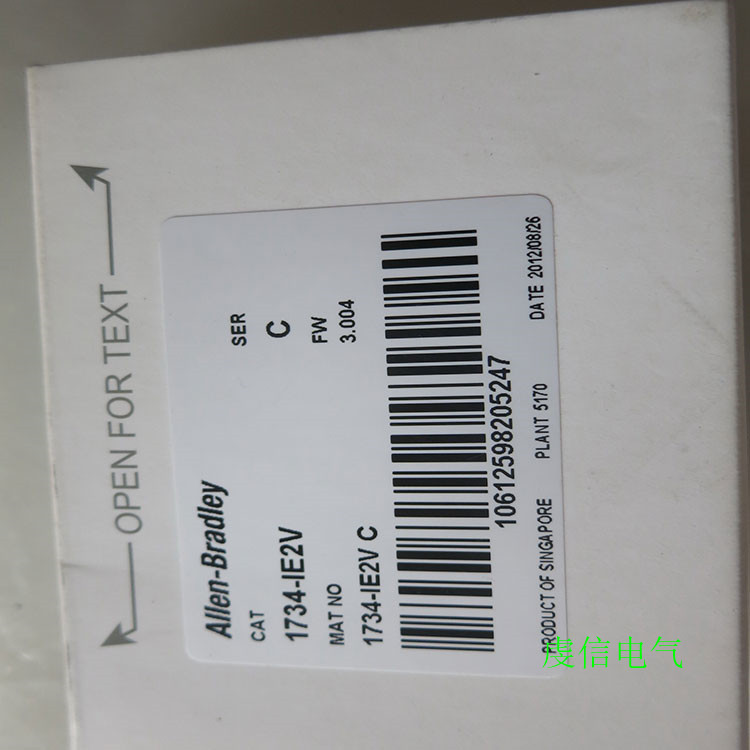 OPEN FOR TEXT
Allen-Bradley
CAT
SER
1734-IE2V
C
MAT NO
FW
1734-IE2V C
3.004
10612598205247
PRODUCT OF SINGAPORE PLANT 5170 DATE 2012/08/26
虔信电气